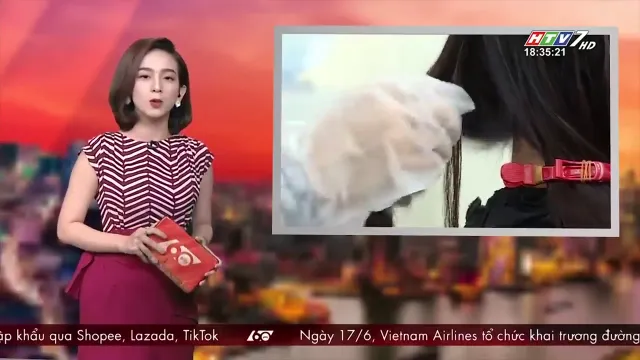 HTV7 HD
18:35:21
ập khẩu qua Shopee, Lazada, TikTok 60 Ngày 17/6, Vietnam Airlines tổ chức khai trương đường